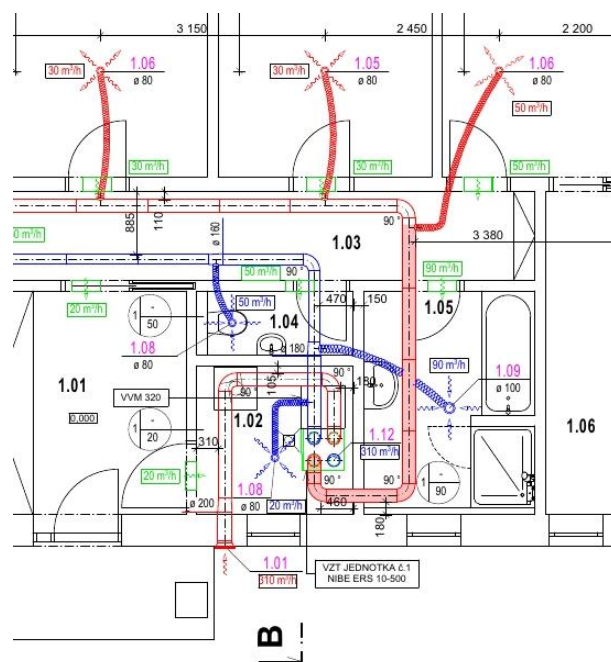 3 150
2 450
2 200
30 m³/h
1.06
ø 80
30 m³/h
1.05
ø 80
1.06
ø 80
50 m³/h
30 m³/h
30 m³/h
50 m³/h
885
110
ø 160
90 °
1.03
3 380
0 m³/h
50 m³/h
90 °
90 m³/h
20 m³/h
470
150
1.05
1
-
50
50 m³/h
1.04
1.08
ø 80
ø 180
90 m³/h
1.09
ø 100
1.01
VVM 320
105
180
90 °
1.02
90 °
0,000
1
-
20
310
1.12
310 m³/h
1.06
20 m³/h
1.08
ø 80
90 °
90 °
1
-
90
ø 200
20 m³/h
460
180
1.01
310 m³/h
VZT JEDNOTKA č.1
NIBE ERS 10-500
B